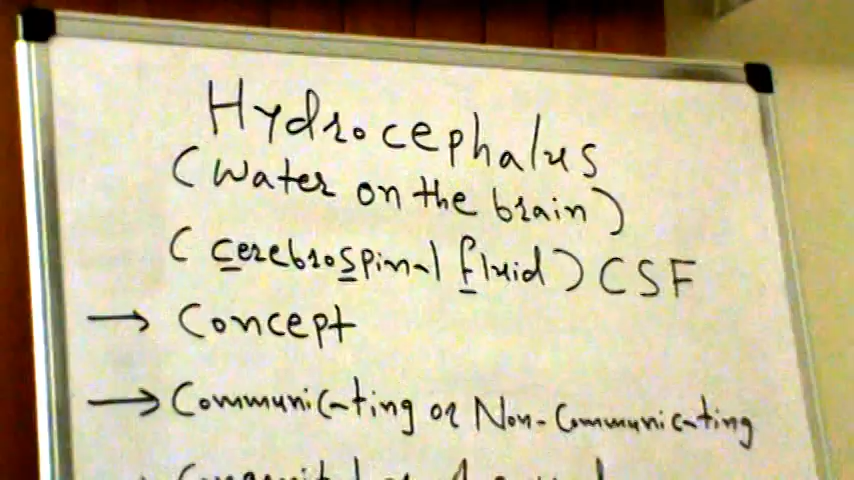 Hydrocephalus
(Water on the brain)
(cerebrospinal fluid) CSF
→ Concept
→ Communicating or Non-Communicating